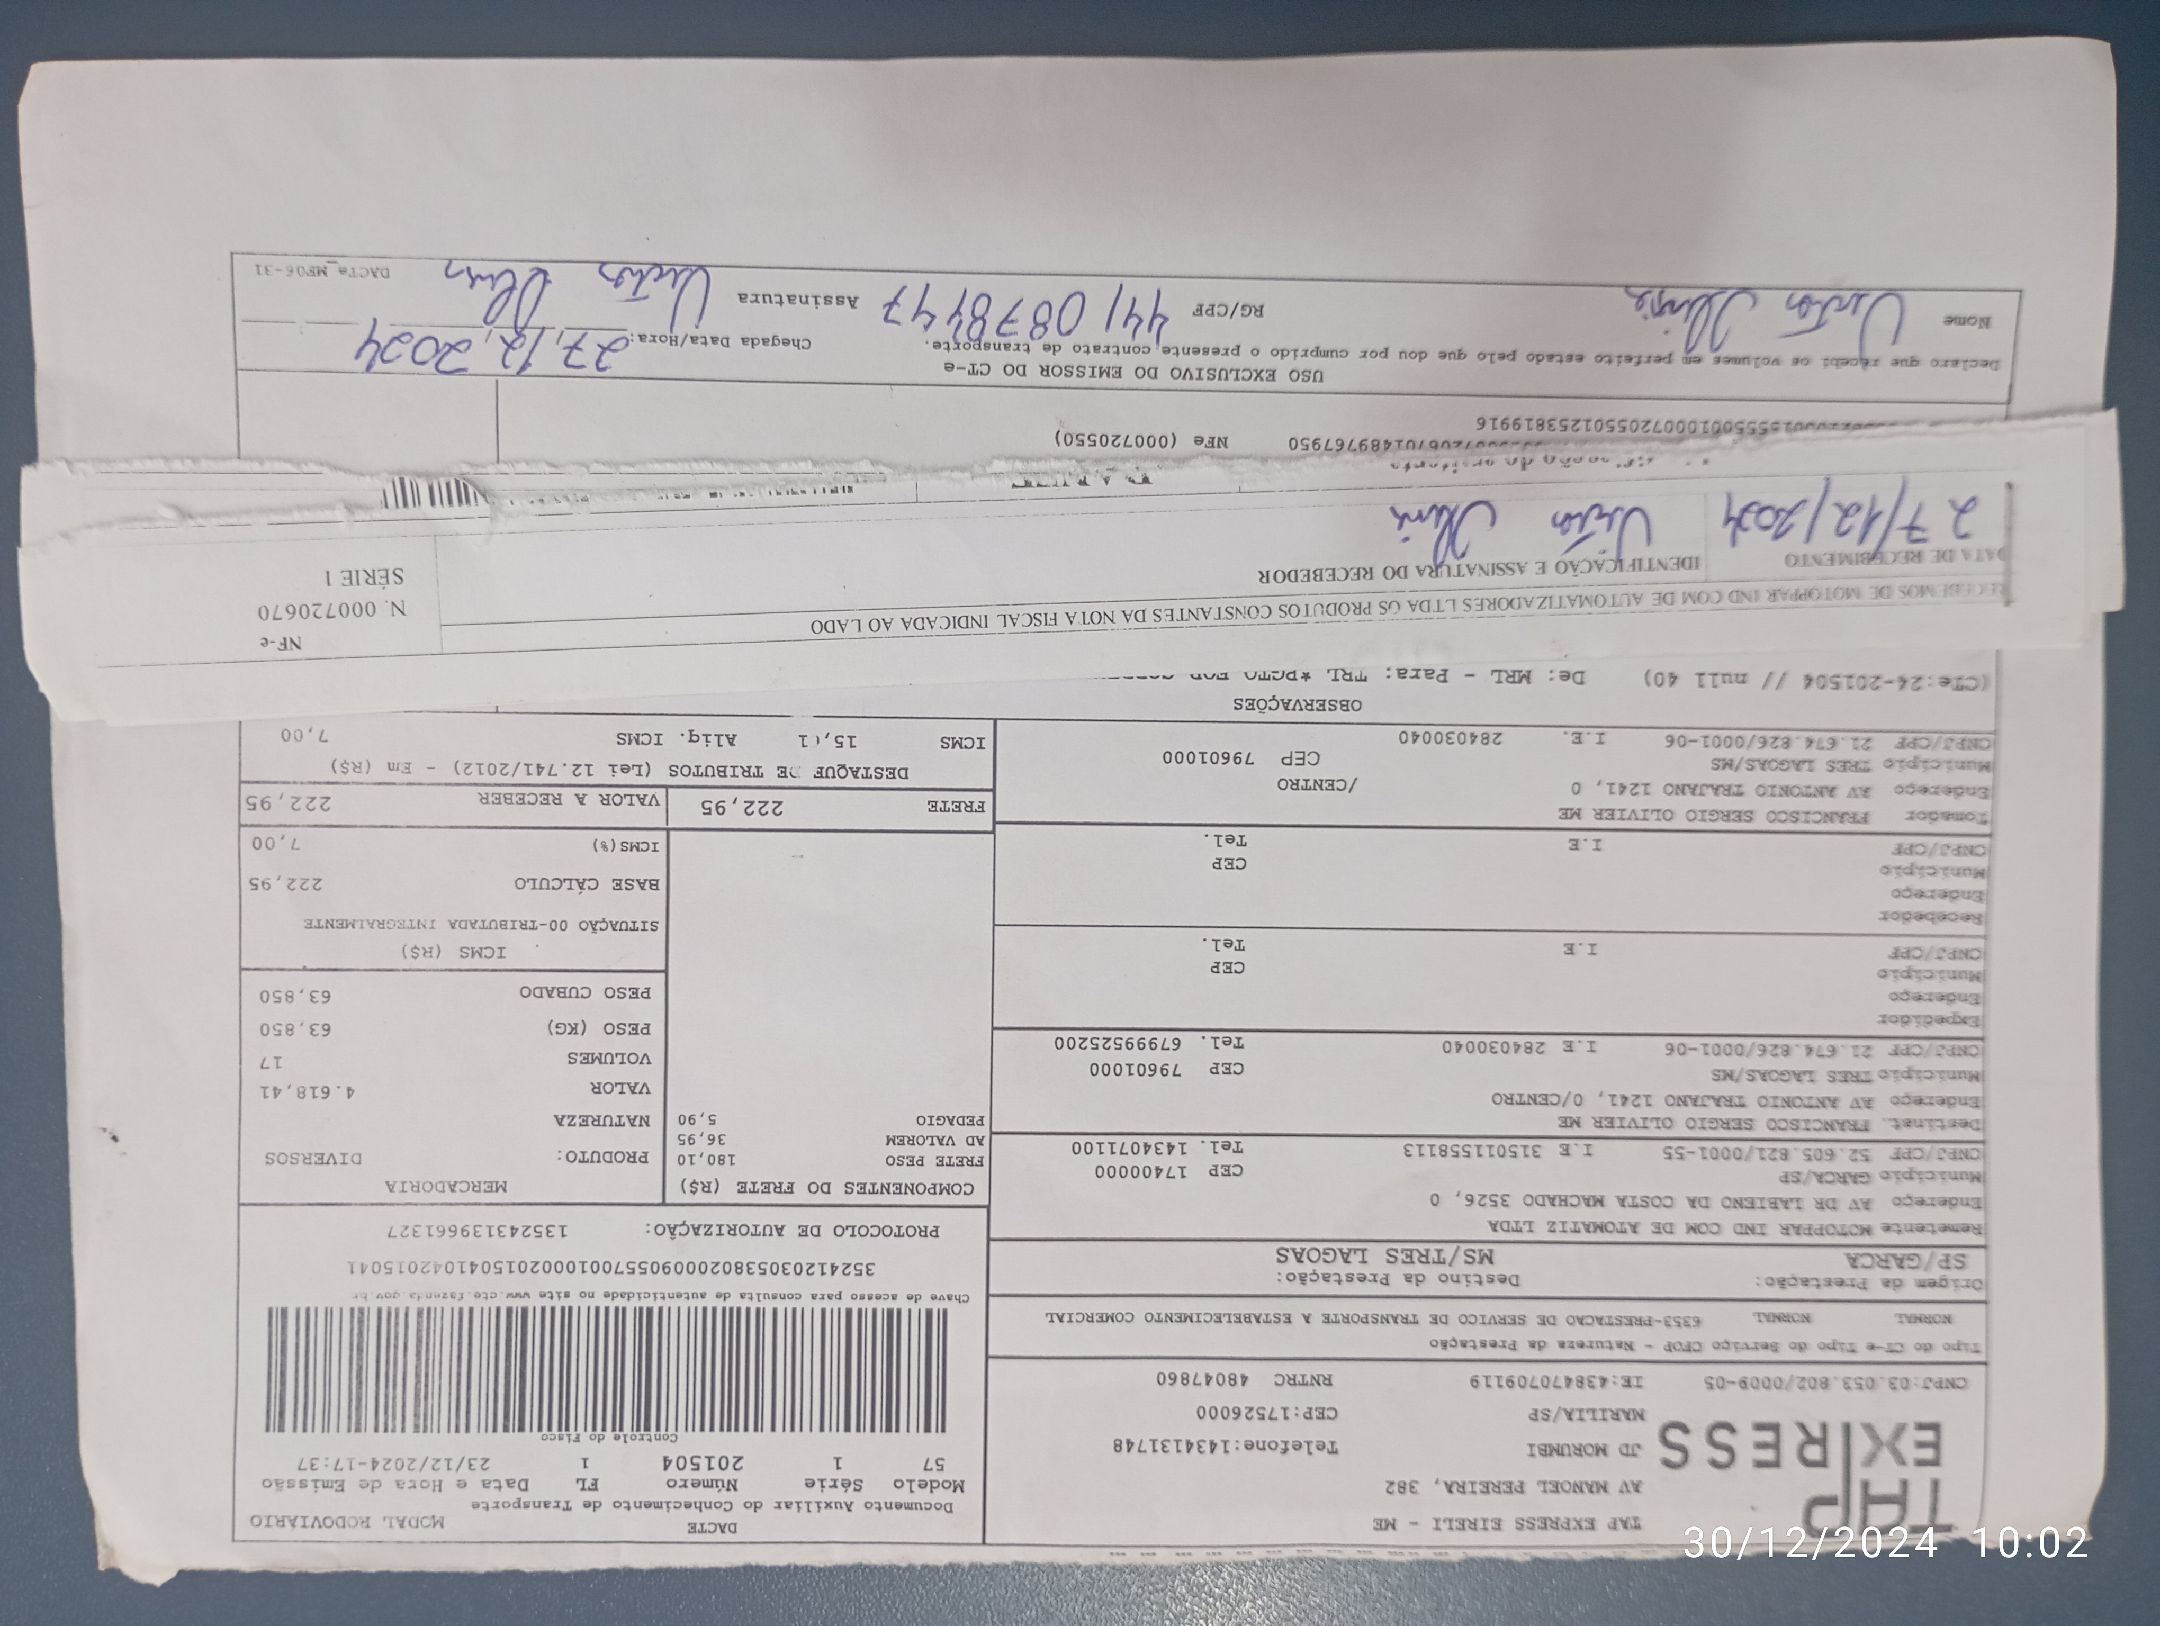 TAP EXPRESS
TAP EXPRESS EIRELI - ME
AV MANOEL PEREIRA, 382
JD MORUMBI Telefone:1434131748
MARILIA/SP CEP:17526000
CNPJ:03.053.802/0009-05 IE:438470709119 RNTRC 48047860
DACTE MODAL RODOVIÁRIO
Documento Auxiliar do Conhecimento de Transporte
Modelo Série Número FL Data e Hora de Emissão
57 1 201504 1 23/12/2024-17:37
Controle do Fisco
Chave de acesso para consulta de autenticidade no site www.cte.fazenda.gov.br
35241203053802000905570010002015041042015041
PROTOCOLO DE AUTORIZAÇÃO: 135243139661327
Tipo do CT-e Tipo do Serviço CFOP - Natureza da Prestação
NORMAL NORMAL 6353-PRESTACAO DE SERVICO DE TRANSPORTE A ESTABELECIMENTO COMERCIAL
Origem da Prestação: Destino da Prestação:
SP/GARCA MS/TRES LAGOAS
Remetente MOTOPPAR IND COM DE ATOMATIZ LTDA
Endereço AV DR LABIENO DA COSTA MACHADO 3526, 0
Município GARCA/SP CEP 17400000
CNPJ/CPF 52.605.821/0001-55 I.E 315011558113 Tel. 1434071100
Destinat. FRANCISCO SERGIO OLIVIER ME
Endereço AV ANTONIO TRAJANO 1241, 0/CENTRO
Município TRES LAGOAS/MS CEP 79601000
CNPJ/CPF 21.674.826/0001-06 I.E 284030040 Tel. 67999525200
Expedidor
Endereço
Município CEP
CNPJ/CPF I.E Tel.
Recebedor
Endereço
Município CEP
CNPJ/CPF I.E Tel.
Tomador FRANCISCO SERGIO OLIVIER ME
Endereço AV ANTONIO TRAJANO 1241, 0 /CENTRO
Município TRES LAGOAS/MS CEP 79601000
CNPJ/CPF 21.674.826/0001-06 I.E. 284030040
COMPONENTES DO FRETE (R$)
FRETE PESO 180,10
AD VALOREM 36,95
PEDAGIO 5,90
MERCADORIA
PRODUTO: DIVERSOS
NATUREZA
VALOR 4.618,41
VOLUMES 17
PESO (KG) 63,850
PESO CUBADO 63,850
ICMS (R$)
SITUAÇÃO 00-TRIBUTADA INTEGRALMENTE
BASE CÁLCULO 222,95
ICMS(%) 7,00
FRETE 222,95 VALOR A RECEBER 222,95
DESTAQUE DE TRIBUTOS (Lei 12.741/2012) - Em (R$)
ICMS 15,61 Aliq. ICMS 7,00
OBSERVAÇÕES
(CTe:24-201504 // null 40) De: MRL - Para: TRL
RECEBEMOS DE MOTOPPAR IND COM DE AUTOMATIZADORES LTDA OS PRODUTOS CONSTANTES DA NOTA FISCAL INDICADA AO LADO
DATA DE RECEBIMENTO IDENTIFICAÇÃO E ASSINATURA DO RECEBEDOR
27/12/2024 Victor
NF-e
N. 000720670
SÉRIE 1
NFe (000720550)
USO EXCLUSIVO DO EMISSOR DO CT-e
Declaro que recebi os volumes em perfeito estado pelo que dou por cumprido o presente contrato de transporte.
Chegada Data/Hora: 27,12,2024
Nome Victor RG/CPF 4410878447 Assinatura Victor
DACTe_MF06-31
30/12/2024 10:02